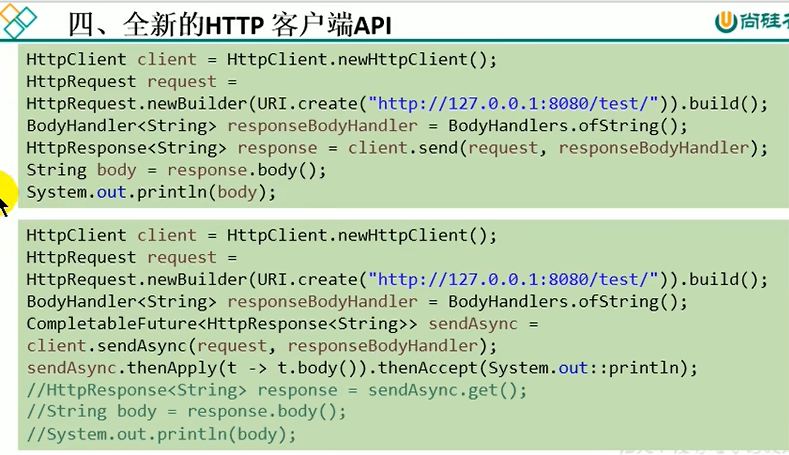 四、全新的HTTP 客户端API
尚硅
HttpClient client = HttpClient.newHttpClient();
HttpRequest request =
HttpRequest.newBuilder(URI.create("http://127.0.0.1:8080/test/")).build();
BodyHandler<String> responseBodyHandler = BodyHandlers.ofString();
HttpResponse<String> response = client.send(request, responseBodyHandler);
String body = response.body();
System.out.println(body);
HttpClient client = HttpClient.newHttpClient();
HttpRequest request =
HttpRequest.newBuilder(URI.create("http://127.0.0.1:8080/test/")).build();
BodyHandler<String> responseBodyHandler = BodyHandlers.ofString();
CompletableFuture<HttpResponse<String>> sendAsync =
client.sendAsync(request, responseBodyHandler);
sendAsync.thenApply(t -> t.body()).thenAccept(System.out::println);
//HttpResponse<String> response = sendAsync.get();
//String body = response.body();
//System.out.println(body);